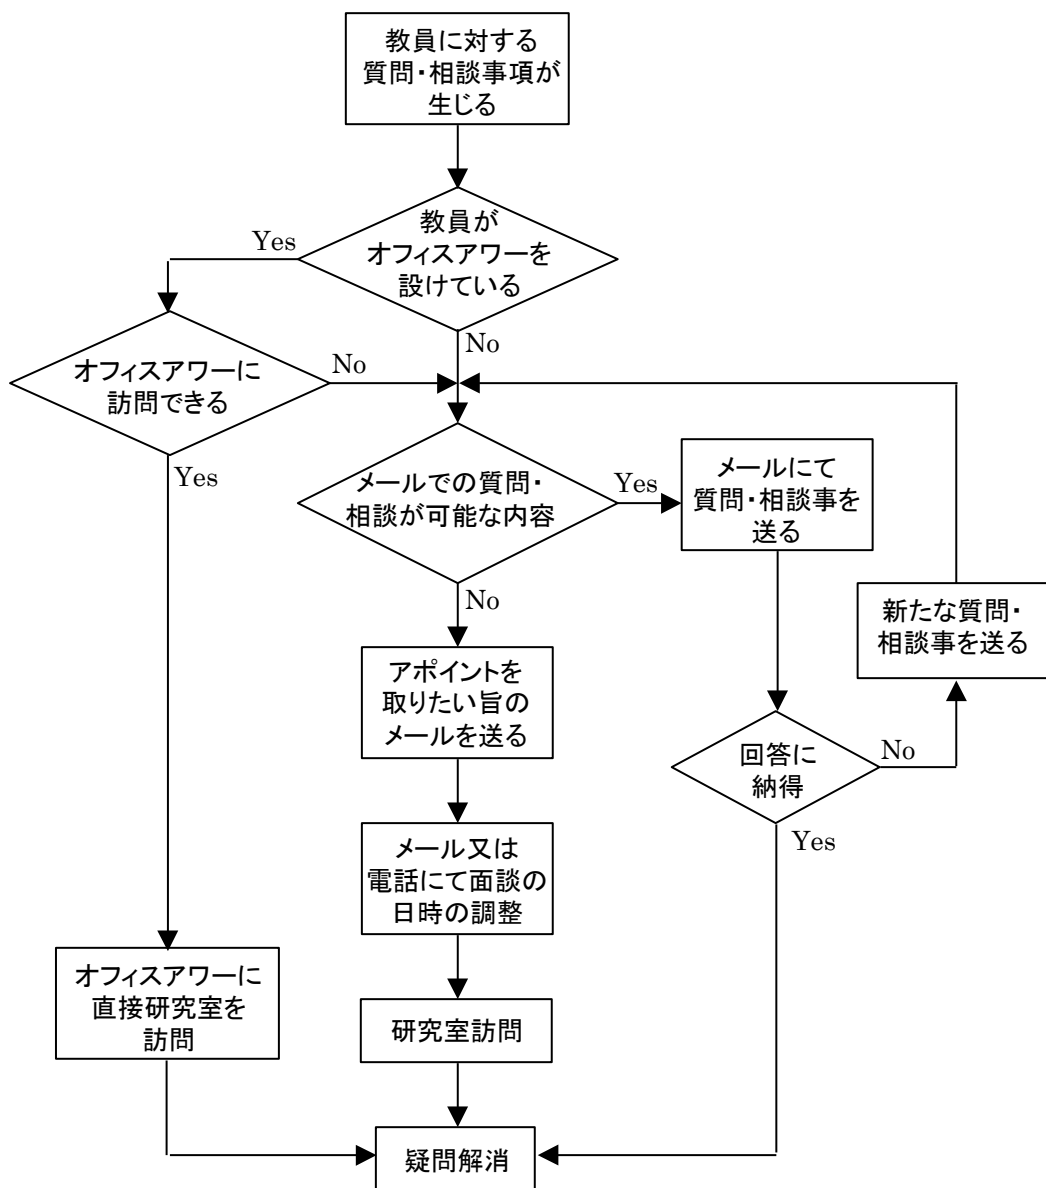 教員に対する
質問・相談事項が
生じる
教員が
オフィスアワーを
設けている
Yes
No
オフィスアワーに
訪問できる
No
Yes
メールでの質問・
相談が可能な内容
Yes
No
メールにて
質問・相談事を
送る
新たな質問・
相談事を送る
アポイントを
取りたい旨の
メールを送る
回答に
納得
No
Yes
メール又は
電話にて面談の
日時の調整
オフィスアワーに
直接研究室を
訪問
研究室訪問
疑問解消